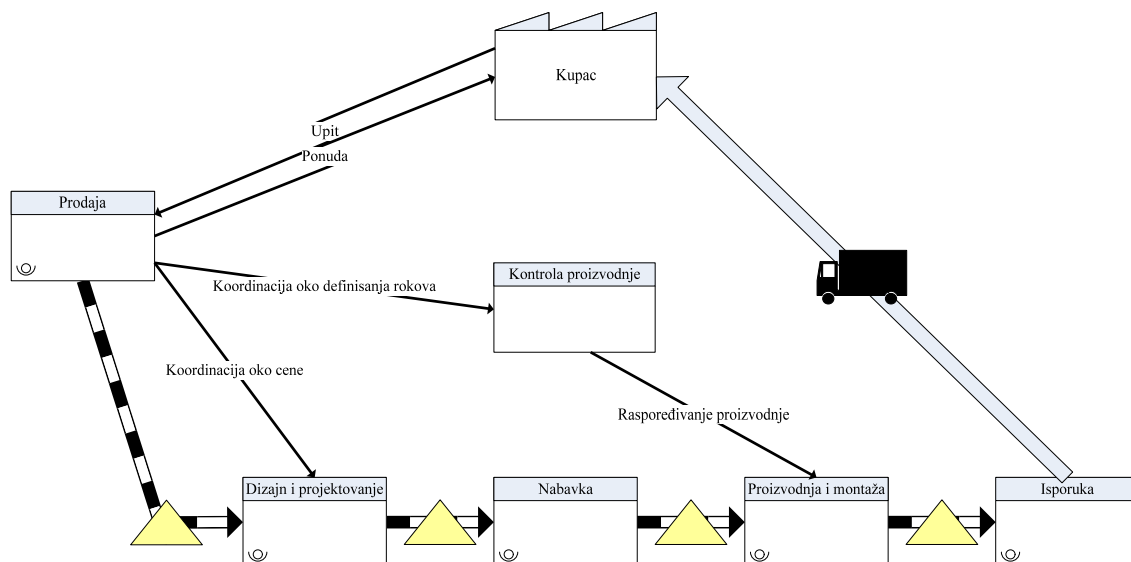 Kupac
Upit
Ponuda
Prodaja
Kontrola proizvodnje
Koordinacija oko definisanja rokova
Koordinacija oko cene
Raspoređivanje proizvodnje
Dizajn i projektovanje
Nabavka
Proizvodnja i montaža
Isporuka